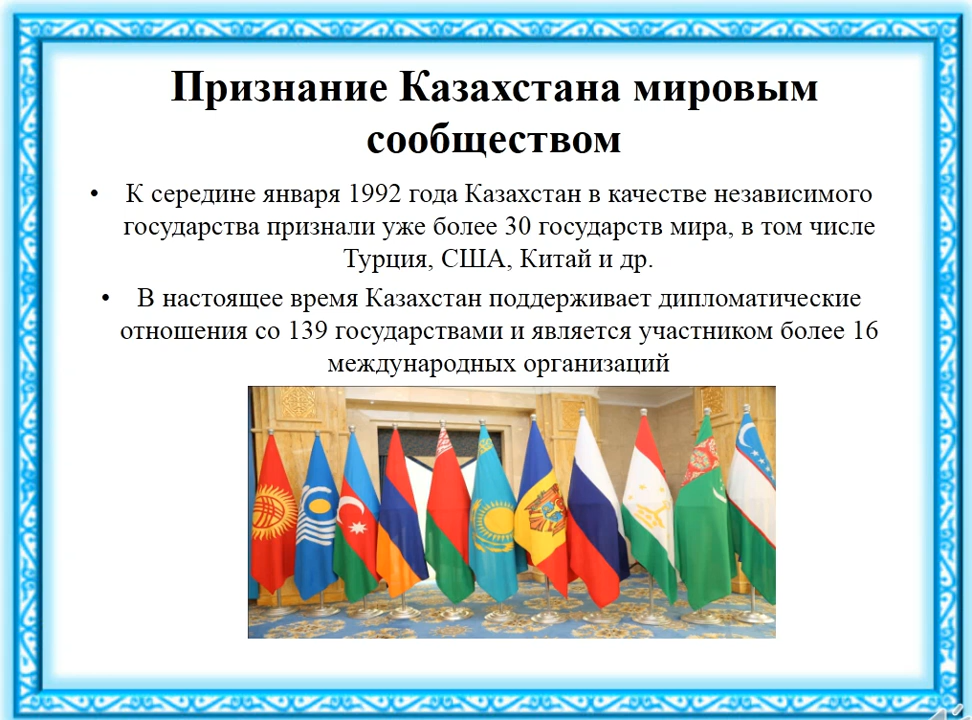 Признание Казахстана мировым
сообществом
• К середине января 1992 года Казахстан в качестве независимого
государства признали уже более 30 государств мира, в том числе
Турция, США, Китай и др.
• В настоящее время Казахстан поддерживает дипломатические
отношения со 139 государствами и является участником более 16
международных организаций